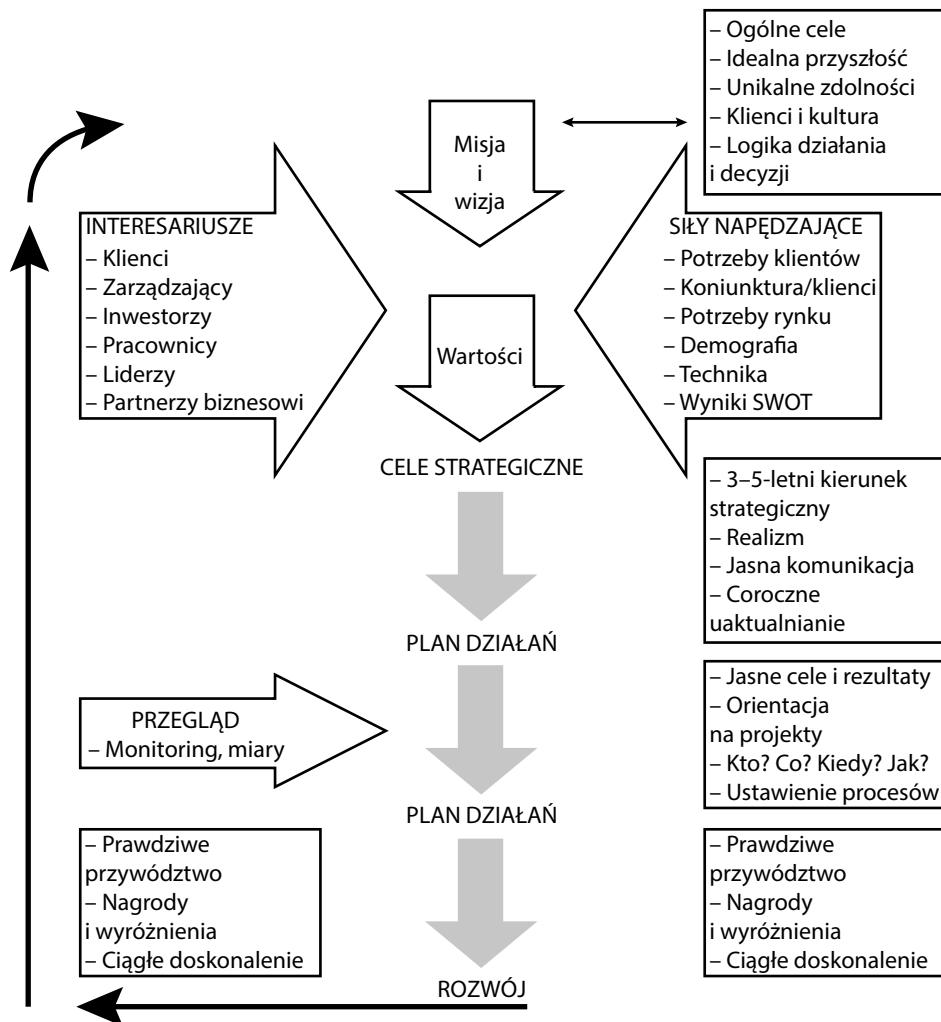 – Ogólne cele
– Idealna przyszłość
– Unikalne zdolności
– Klienci i kultura
– Logika działania
i decyzji
Misja
i
wizja
INTERESARIUSZE
– Klienci
– Zarządzający
– Inwestorzy
– Pracownicy
– Liderzy
– Partnerzy biznesowi
SIŁY NAPĘDZAJĄCE
– Potrzeby klientów
– Koniunktura/klienci
– Potrzeby rynku
– Demografia
– Technika
– Wyniki SWOT
Wartości
CELE STRATEGICZNE
– 3–5-letni kierunek
strategiczny
– Realizm
– Jasna komunikacja
– Coroczne
uaktualnianie
PLAN DZIAŁAŃ
PRZEGLĄD
– Monitoring, miary
– Jasne cele i rezultaty
– Orientacja
na projekty
– Kto? Co? Kiedy? Jak?
– Ustawienie procesów
PLAN DZIAŁAŃ
– Prawdziwe
przywództwo
– Nagrody
i wyróżnienia
– Ciągłe doskonalenie
– Prawdziwe
przywództwo
– Nagrody
i wyróżnienia
– Ciągłe doskonalenie
ROZWÓJ